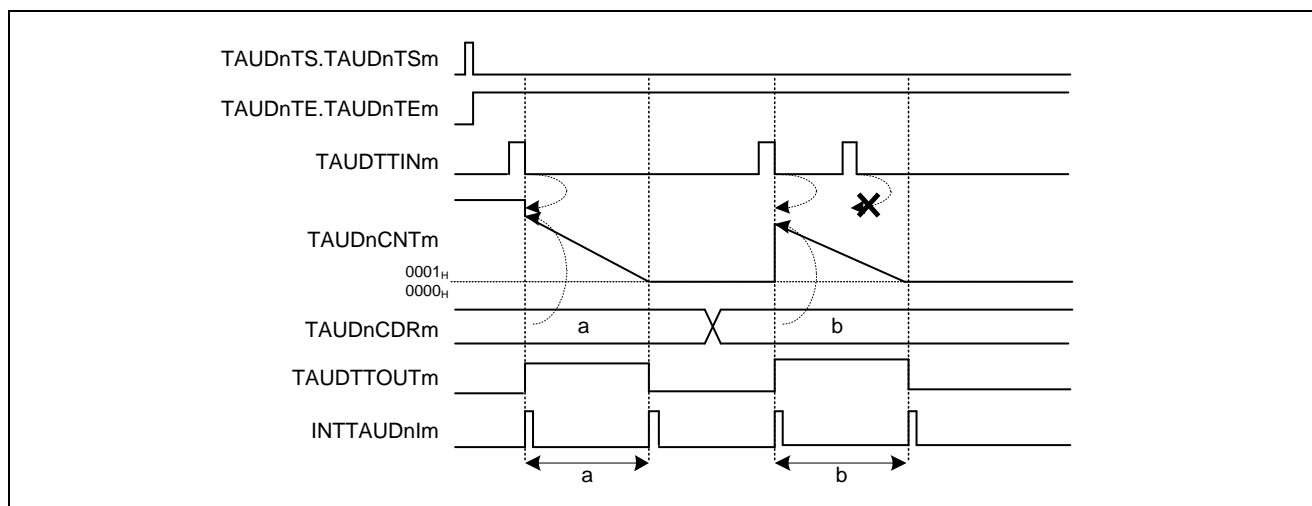 TAUDnTS.TAUDnTSm
TAUDnTE.TAUDnTEm
TAUDTTINm
TAUDnCNTm
0001H
0000H
TAUDnCDRm
a
b
TAUDTTOUTm
INTTAUDnIm
a
b